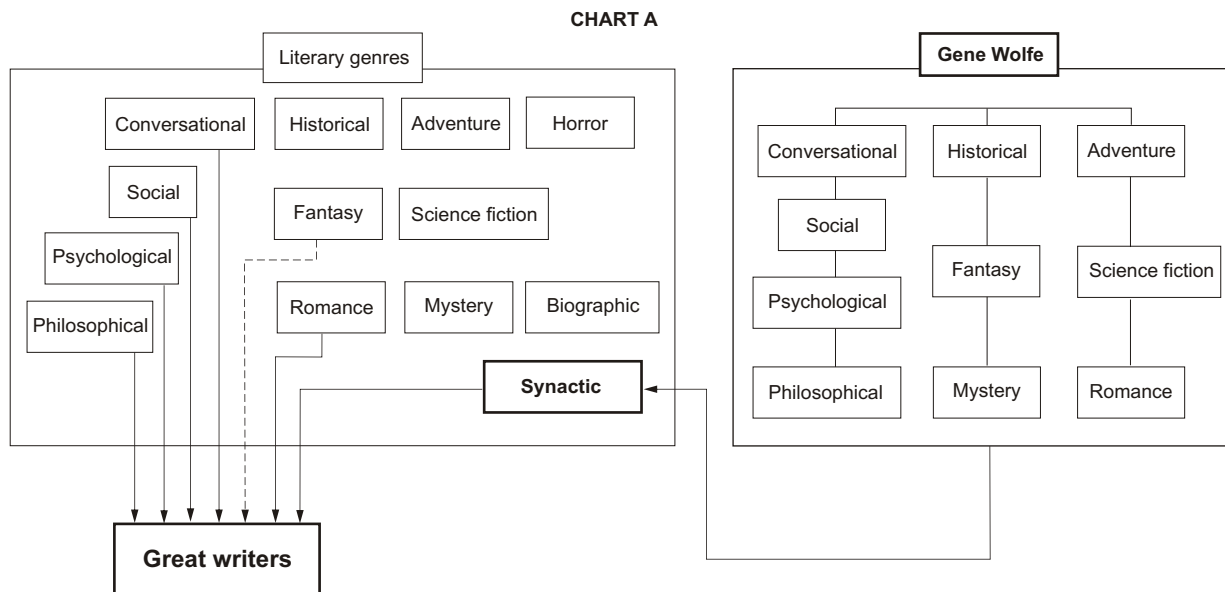 CHART A
Literary genres
Conversational
Historical
Adventure
Horror
Social
Fantasy
Science fiction
Psychological
Romance
Mystery
Biographic
Philosophical
Synactic
Great writers
Gene Wolfe
Conversational
Historical
Adventure
Social
Fantasy
Science fiction
Psychological
Philosophical
Mystery
Romance